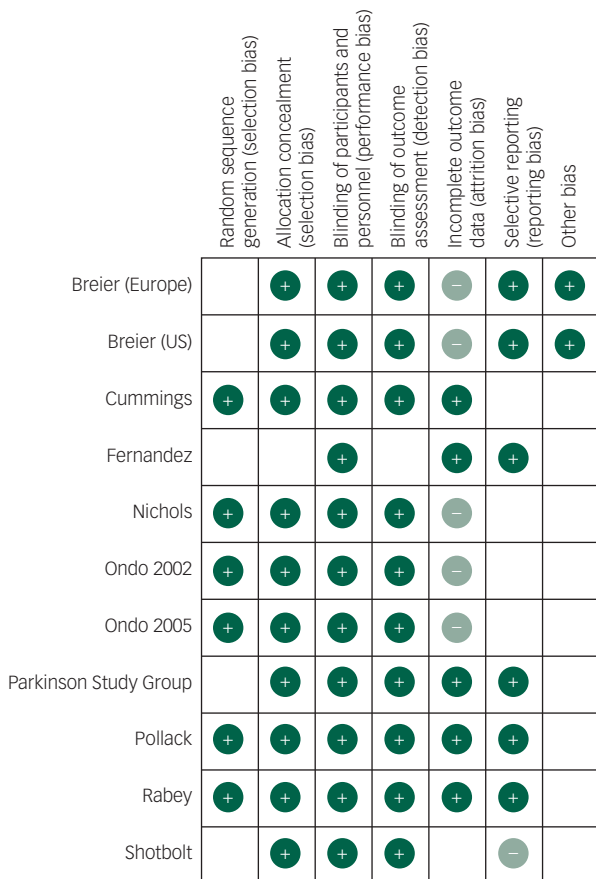 Random sequence
generation (selection bias)
Allocation concealment
(selection bias)
Blinding of participants and
personnel (performance bias)
Blinding of outcome
assessment (detection bias)
Incomplete outcome
data (attrition bias)
Selective reporting
(reporting bias)
Other bias
Breier (Europe) + + + − + +
Breier (US) + + + − + +
Cummings + + + + +
Fernandez + + +
Nichols + + + + −
Ondo 2002 + + + + −
Ondo 2005 + + + + −
Parkinson Study Group + + + + +
Pollack + + + + + +
Rabey + + + + + +
Shotbolt + + + −